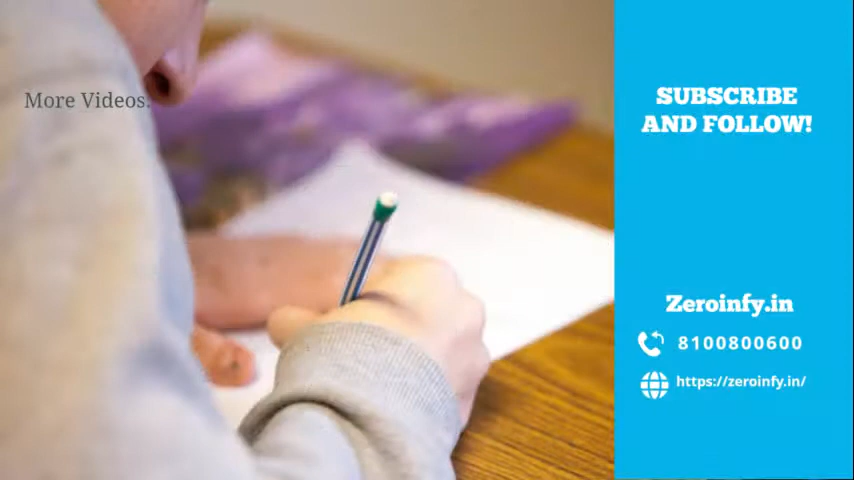 More Videos:
SUBSCRIBE
AND FOLLOW!
Zeroinfy.in
8100800600
https://zeroinfy.in/